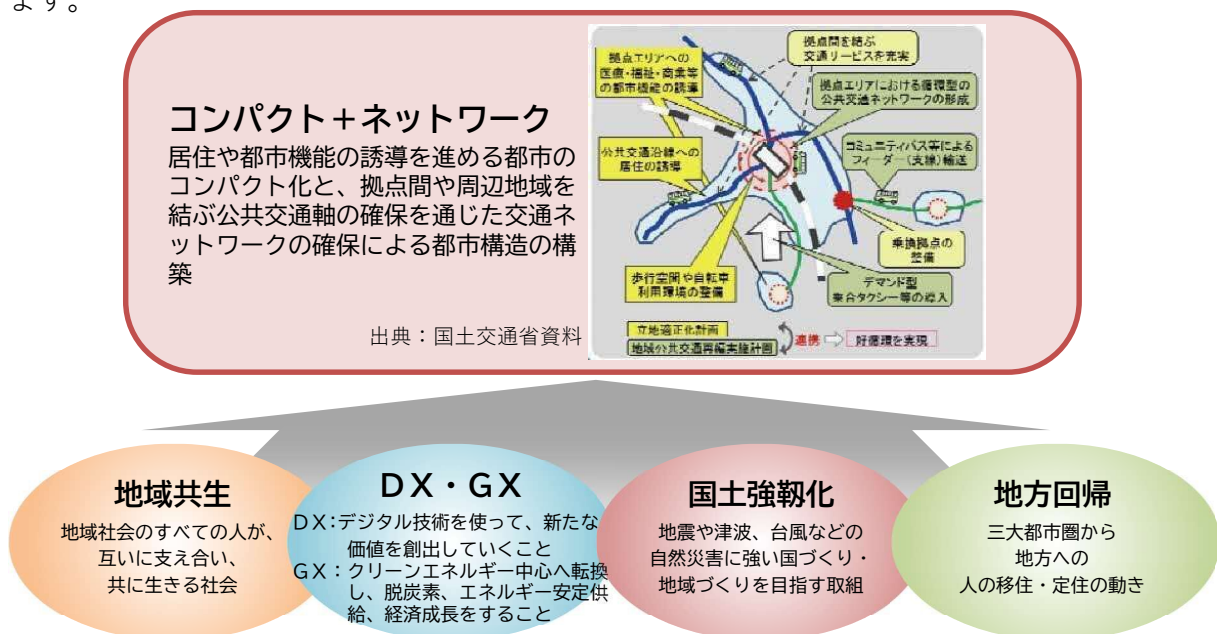 ます。
コンパクト＋ネットワーク
居住や都市機能の誘導を進める都市の
コンパクト化と、拠点間や周辺地域を
結ぶ公共交通軸の確保を通じた交通ネ
ットワークの確保による都市構造の構
築
出典：国土交通省資料
拠点エリアへの
医療・福祉・商業等
の都市機能の誘導
拠点間を結ぶ
交通サービスを充実
拠点エリアにおける循環型の
公共交通ネットワークの形成
公共交通沿線への
居住の誘導
コミュニティバス等による
フィーダー（支線）輸送
乗換拠点の
整備
歩行空間や自転車
利用環境の整備
デマンド型
乗合タクシー等の導入
立地適正化計画
地域公共交通再編実施計画
連携
好循環を実現
地域共生
地域社会のすべての人が、
互いに支え合い、
共に生きる社会
ＤＸ・ＧＸ
ＤＸ：デジタル技術を使って、新たな
価値を創出していくこと
ＧＸ：クリーンエネルギー中心へ転換
し、脱炭素、エネルギー安定供
給、経済成長をすること
国土強靱化
地震や津波、台風などの
自然災害に強い国づくり・
地域づくりを目指す取組
地方回帰
三大都市圏から
地方への
人の移住・定住の動き